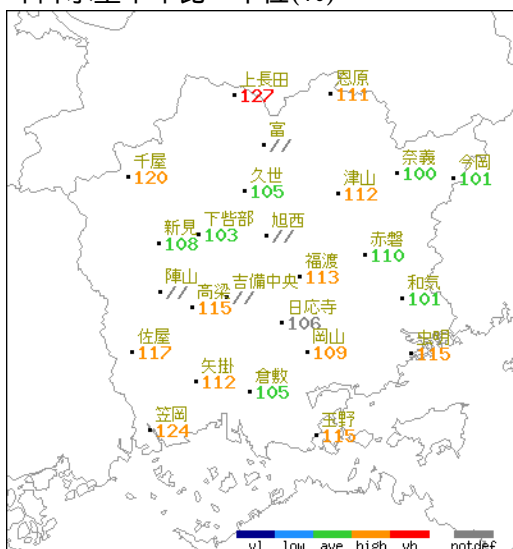 単位(%)
上長田
127
恩原
111
富
//
千屋
120
久世
105
津山
112
奈義
100
今岡
101
新見
108
下呰部
103
旭西
//
赤磐
110
福渡
113
陣山
//
高梁
115
吉備中央
//
和気
101
日応寺
106
佐屋
117
岡山
109
虫明
115
矢掛
112
倉敷
105
笠岡
124
玉野
115
vl low ave high vh notdef